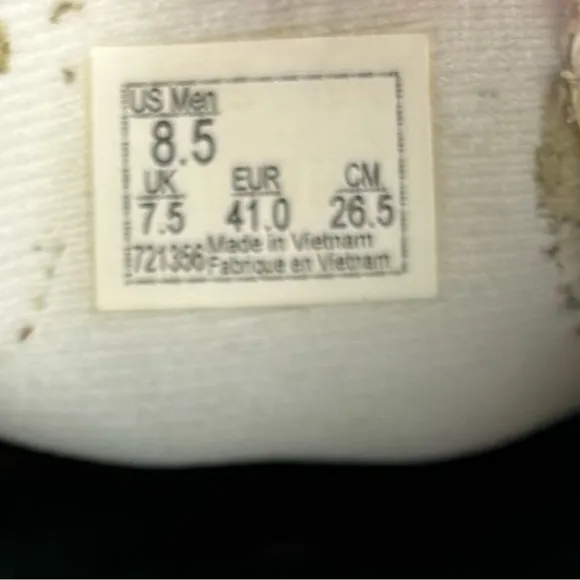 US Men
8.5
UK EUR CM
7.5 41.0 26.5
721356 Made in Vietnam
Fabrique en Vietnam